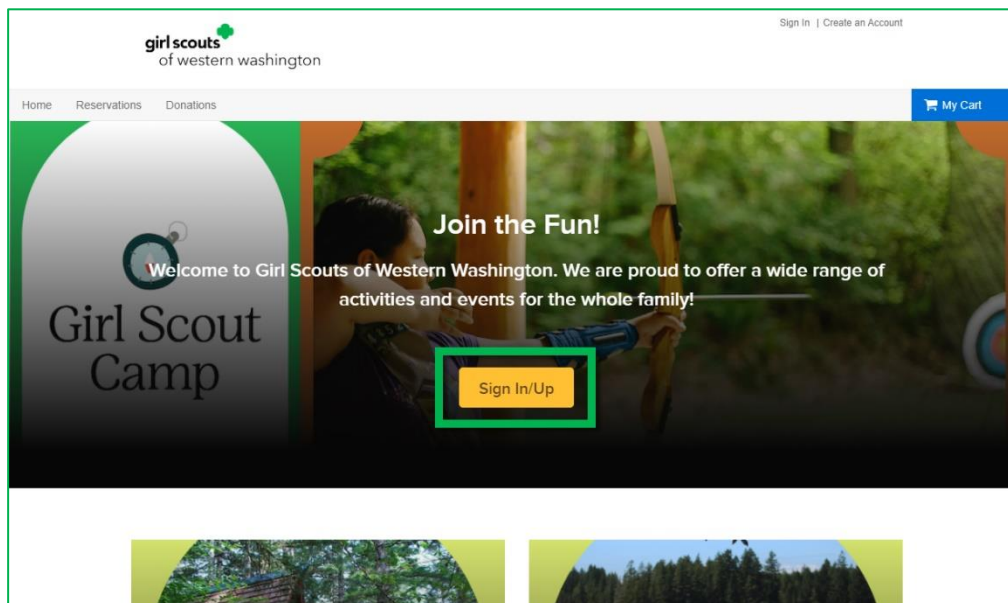 Sign In | Create an Account
girl scouts
of western washington
Home Reservations Donations
My Cart
Join the Fun!
Welcome to Girl Scouts of Western Washington. We are proud to offer a wide range of
activities and events for the whole family!
Girl Scout
Camp
Sign In/Up